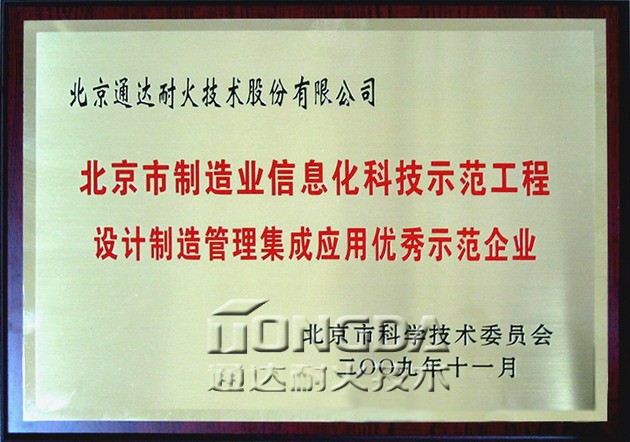 北京通达耐火技术股份有限公司
北京市制造业信息化科技示范工程
设计制造管理集成应用优秀示范企业
TONGDA
北京市科学技术委员会
二〇〇九年十一月
通达耐火技术